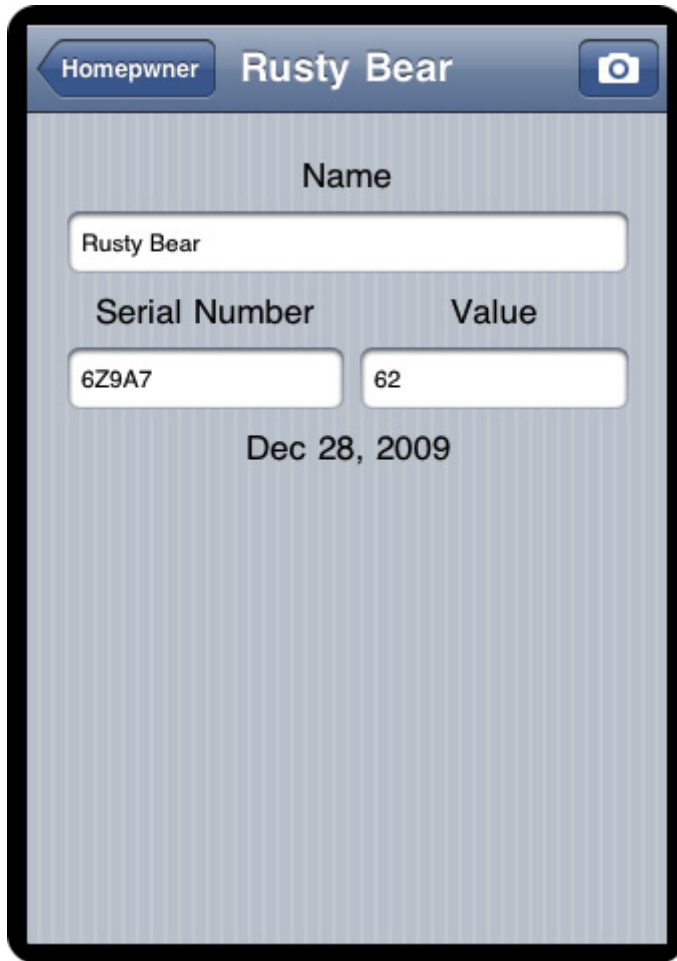 Homepwner Rusty Bear
Name
Rusty Bear
Serial Number Value
6Z9A7 62
Dec 28, 2009